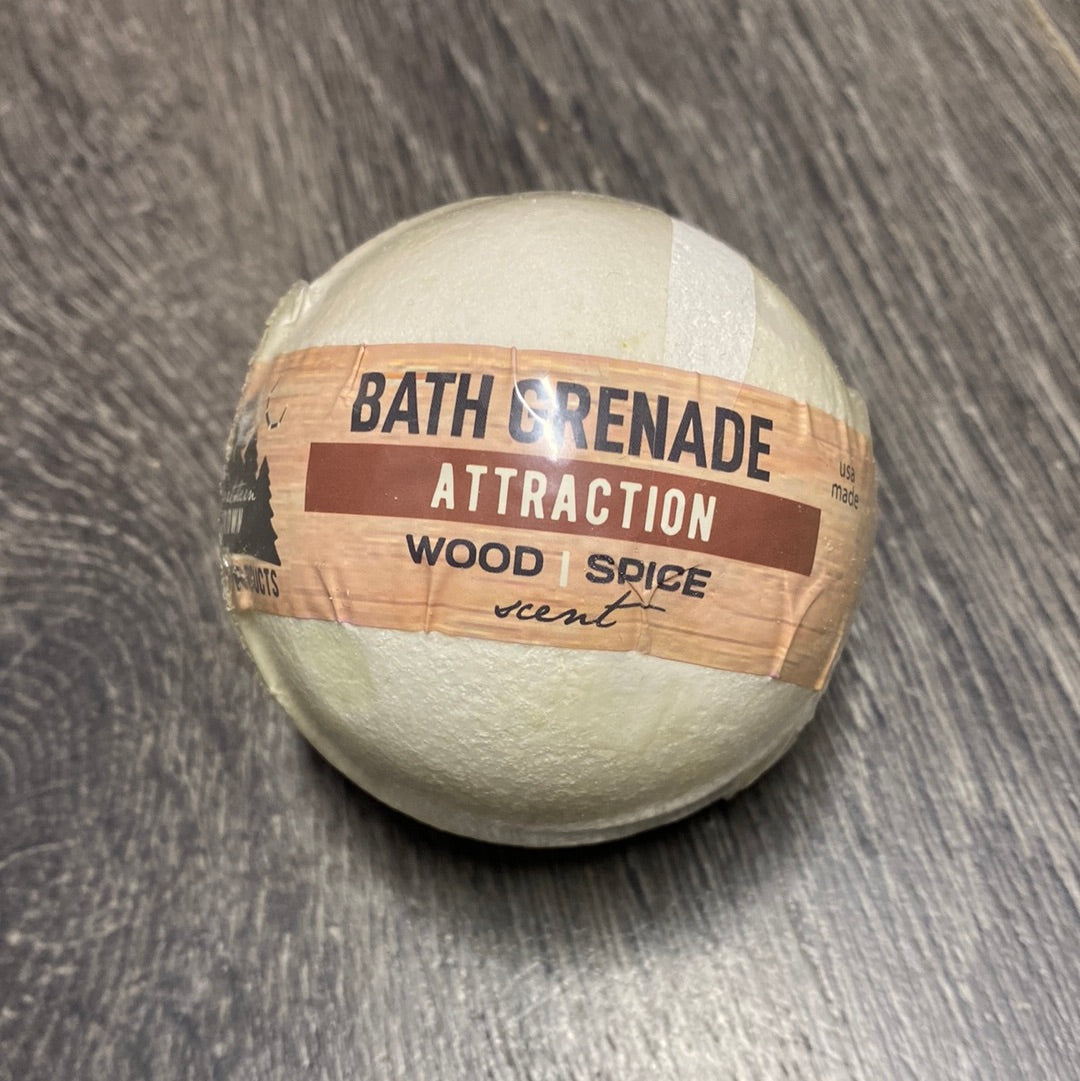 BATH GRENADE
ATTRACTION
WOOD | SPICE
scent
usa
made